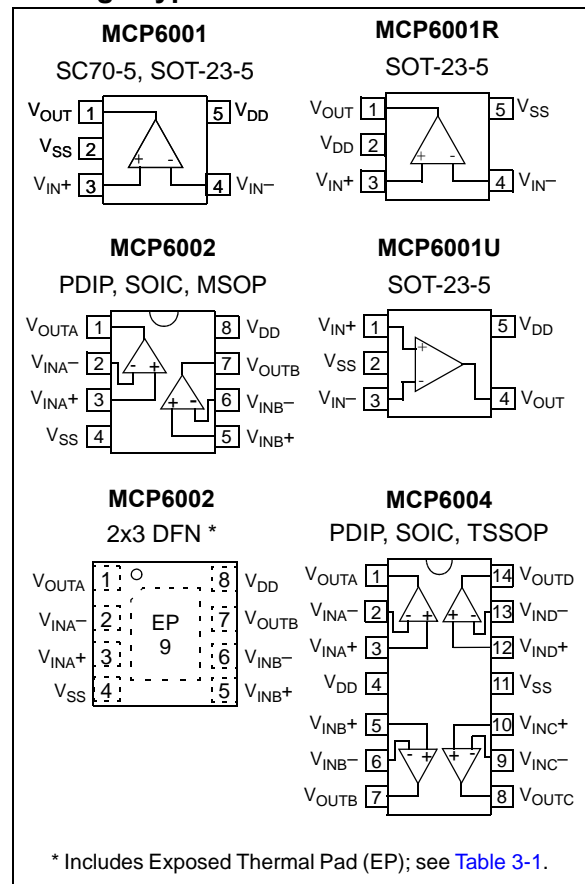 MCP6001
SC70-5, SOT-23-5
VOUT 1
5 VDD
VSS 2
+ -
VIN+ 3
4 VIN–
MCP6001R
SOT-23-5
VOUT 1
5 VSS
VDD 2
+ -
VIN+ 3
4 VIN–
MCP6002
PDIP, SOIC, MSOP
VOUTA 1
8 VDD
VINA– 2
- +
7 VOUTB
VINA+ 3
+ -
6 VINB–
VSS 4
5 VINB+
MCP6001U
SOT-23-5
VIN+ 1
5 VDD
+
VSS 2
-
VIN– 3
4 VOUT
MCP6002
2x3 DFN *
VOUTA 1
8 VDD
VINA– 2
EP
7 VOUTB
VINA+ 3
9
6 VINB–
VSS 4
5 VINB+
MCP6004
PDIP, SOIC, TSSOP
VOUTA 1
14 VOUTD
VINA– 2
- + + -
13 VIND–
VINA+ 3
12 VIND+
VDD 4
11 VSS
VINB+ 5
10 VINC+
VINB– 6
- + + -
9 VINC–
VOUTB 7
8 VOUTC
* Includes Exposed Thermal Pad (EP); see Table 3-1.